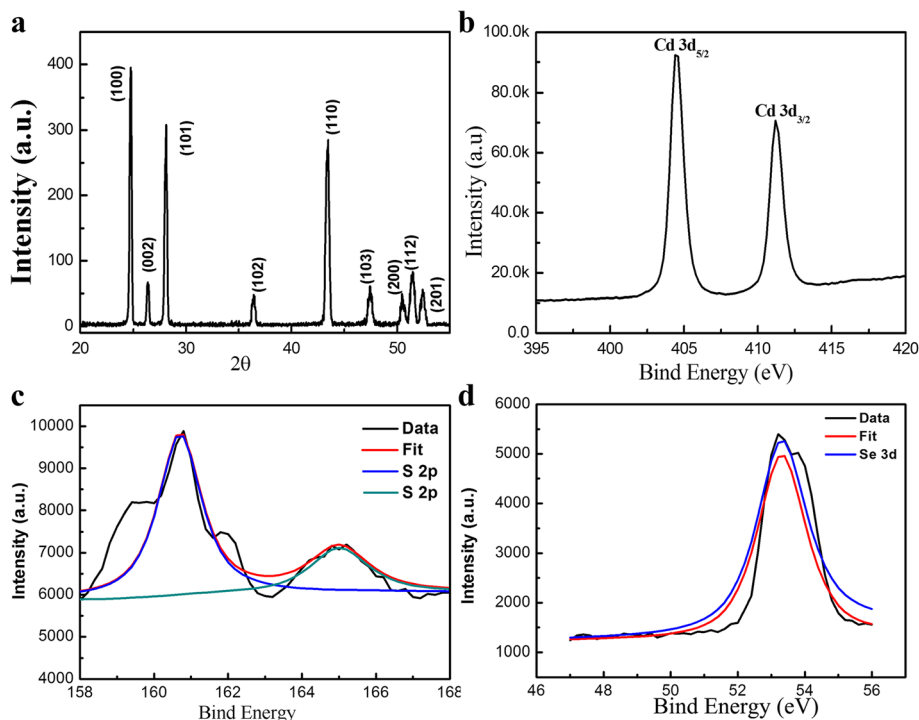 a
Intensity (a.u.)
400
300
200
100
0
20
30
40
50
2θ
(100)
(002)
(101)
(102)
(110)
(103)
(200)
(112)
(201)
b
Intensity (a.u)
100.0k
80.0k
60.0k
40.0k
20.0k
0.0
395
400
405
410
415
420
Bind Energy (eV)
Cd 3d5/2
Cd 3d3/2
c
Intensity (a.u.)
10000
9000
8000
7000
6000
5000
4000
158
160
162
164
166
168
Bind Energy
Data
Fit
S 2p
S 2p
d
Intensity (a.u.)
6000
5000
4000
3000
2000
1000
0
46
48
50
52
54
56
Bind Energy (eV)
Data
Fit
Se 3d